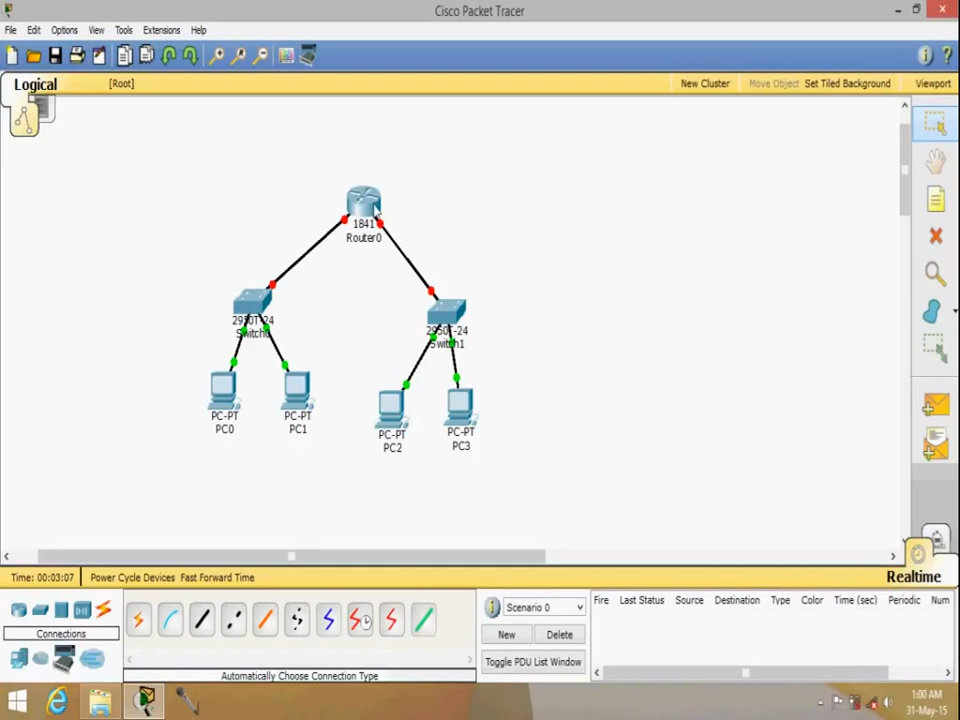 Cisco Packet Tracer
File Edit Options View Tools Extensions Help
Logical [Root] New Cluster Move Object Set Tiled Background Viewport
1841
Router0
2950T-24
Switch0
2950T-24
Switch1
PC-PT
PC0
PC-PT
PC1
PC-PT
PC2
PC-PT
PC3
Time: 00:03:07 Power Cycle Devices Fast Forward Time Realtime
Connections
Automatically Choose Connection Type
Scenario 0
New Delete
Toggle PDU List Window
Fire Last Status Source Destination Type Color Time (sec) Periodic Num
1:00 AM
31-May-15